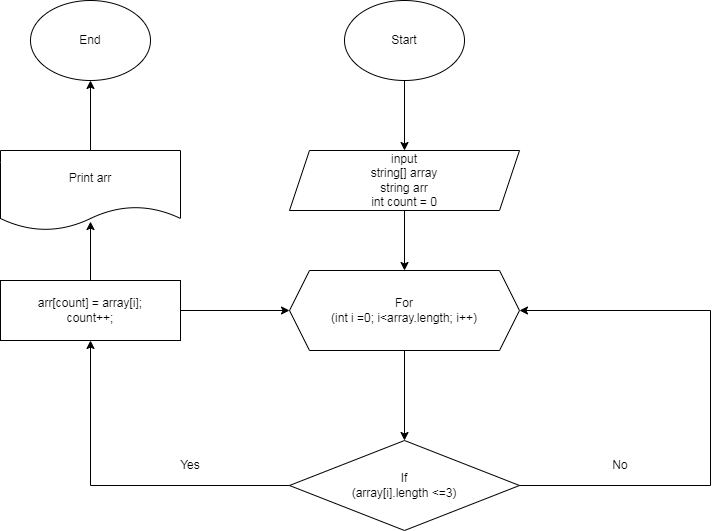 End
Start
input
string[] array
string arr
int count = 0
Print arr
arr[count] = array[i];
count++;
For
(int i =0; i<array.length; i++)
Yes
No
If
(array[i].length <=3)